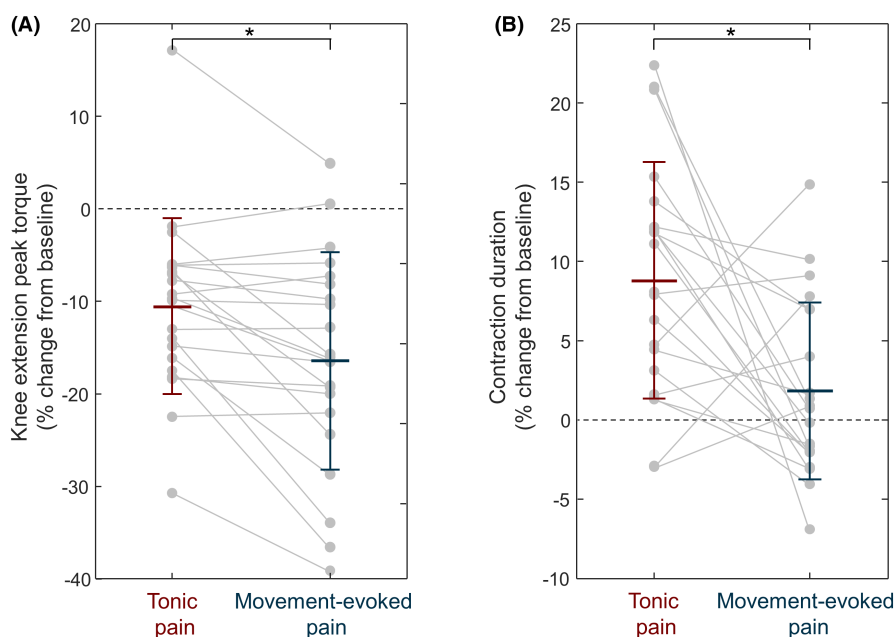 (A)
Knee extension peak torque
(% change from baseline)
20
10
0
-10
-20
-30
-40
*
Tonic
pain
Movement-evoked
pain
(B)
Contraction duration
(% change from baseline)
25
20
15
10
5
0
-5
-10
*
Tonic
pain
Movement-evoked
pain